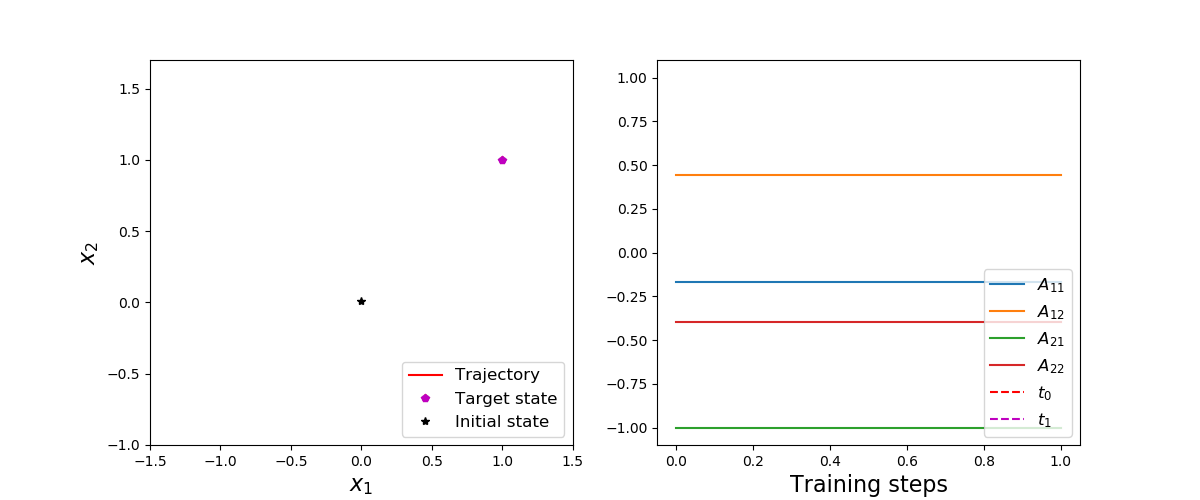 1.5
1.0
0.5
0.0
−0.5
−1.0
x₂
−1.5
−1.0
−0.5
0.0
0.5
1.0
1.5
x₁
Trajectory
Target state
Initial state
1.00
0.75
0.50
0.25
0.00
−0.25
−0.50
−0.75
−1.00
0.0
0.2
0.4
0.6
0.8
1.0
Training steps
A₁₁
A₁₂
A₂₁
A₂₂
t₀
t₁